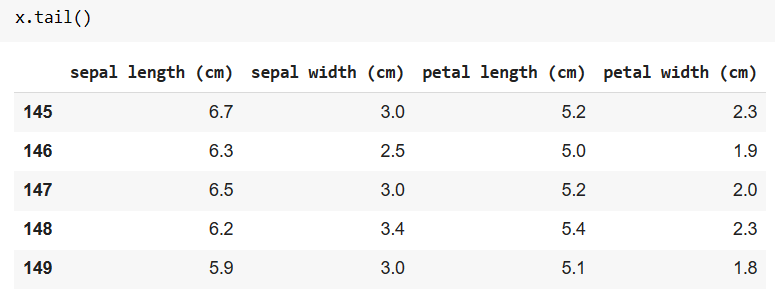 x.tail()
sepal length (cm) sepal width (cm) petal length (cm) petal width (cm)
145 6.7 3.0 5.2 2.3
146 6.3 2.5 5.0 1.9
147 6.5 3.0 5.2 2.0
148 6.2 3.4 5.4 2.3
149 5.9 3.0 5.1 1.8